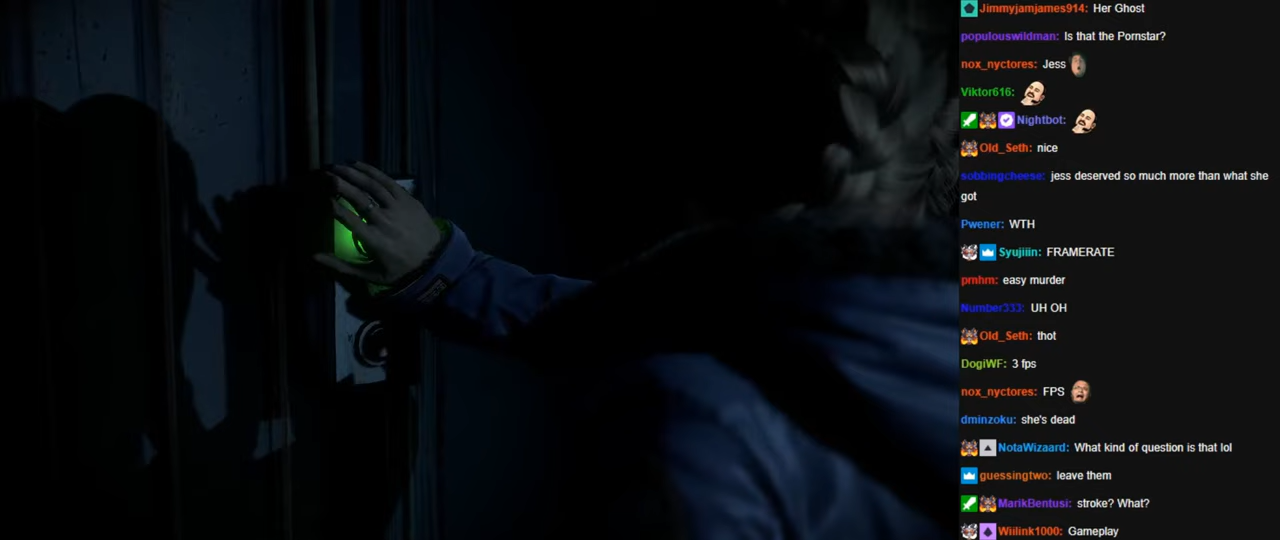 Jimmyjamjames914: Her Ghost
populouswildman: Is that the Pornstar?
nox_nyctores: Jess
Viktor616:
Nightbot:
Old_Seth: nice
sobbingcheese: jess deserved so much more than what she
got
Pwener: WTH
Syujiiin: FRAMERATE
prnhrn: easy murder
Number333: UH OH
Old_Seth: thot
DogiWF: 3 fps
nox_nyctores: FPS
dminzoku: she's dead
NotaWizaard: What kind of question is that lol
guessingtwo: leave them
MarikBentusi: stroke? What?
Wiilink1000: Gameplay